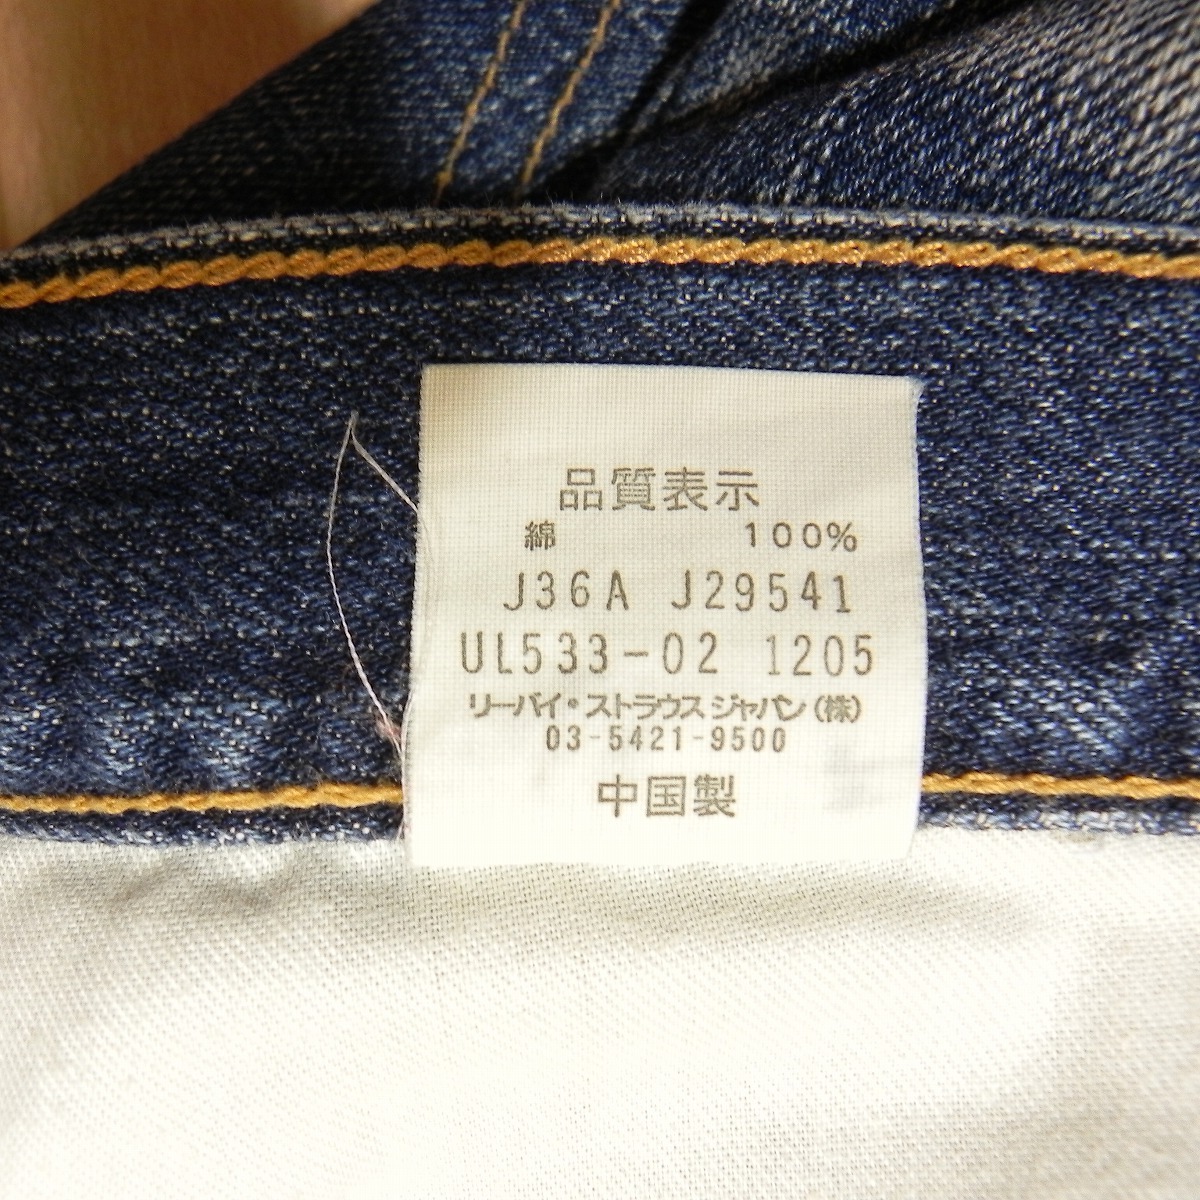 品質表示
綿 100%
J36A J29541
UL533-02 1205
リーバイ・ストラウス ジャパン(株)
03-5421-9500
中国製